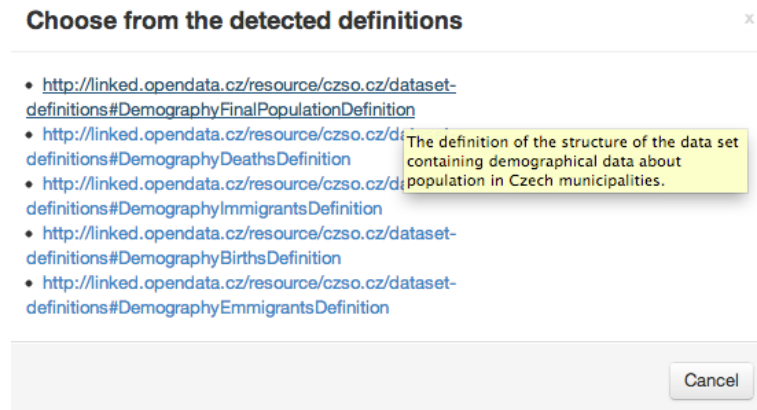 Choose from the detected definitions
x
• http://linked.opendata.cz/resource/czso.cz/dataset-
definitions#DemographyFinalPopulationDefinition
• http://linked.opendata.cz/resource/czso.cz/da
definitions#DemographyDeathsDefinition
• http://linked.opendata.cz/resource/czso.cz/da
definitions#DemographyImmigrantsDefinition
• http://linked.opendata.cz/resource/czso.cz/dataset-
definitions#DemographyBirthsDefinition
• http://linked.opendata.cz/resource/czso.cz/dataset-
definitions#DemographyEmmigrantsDefinition
The definition of the structure of the data set
containing demographical data about
population in Czech municipalities.
Cancel